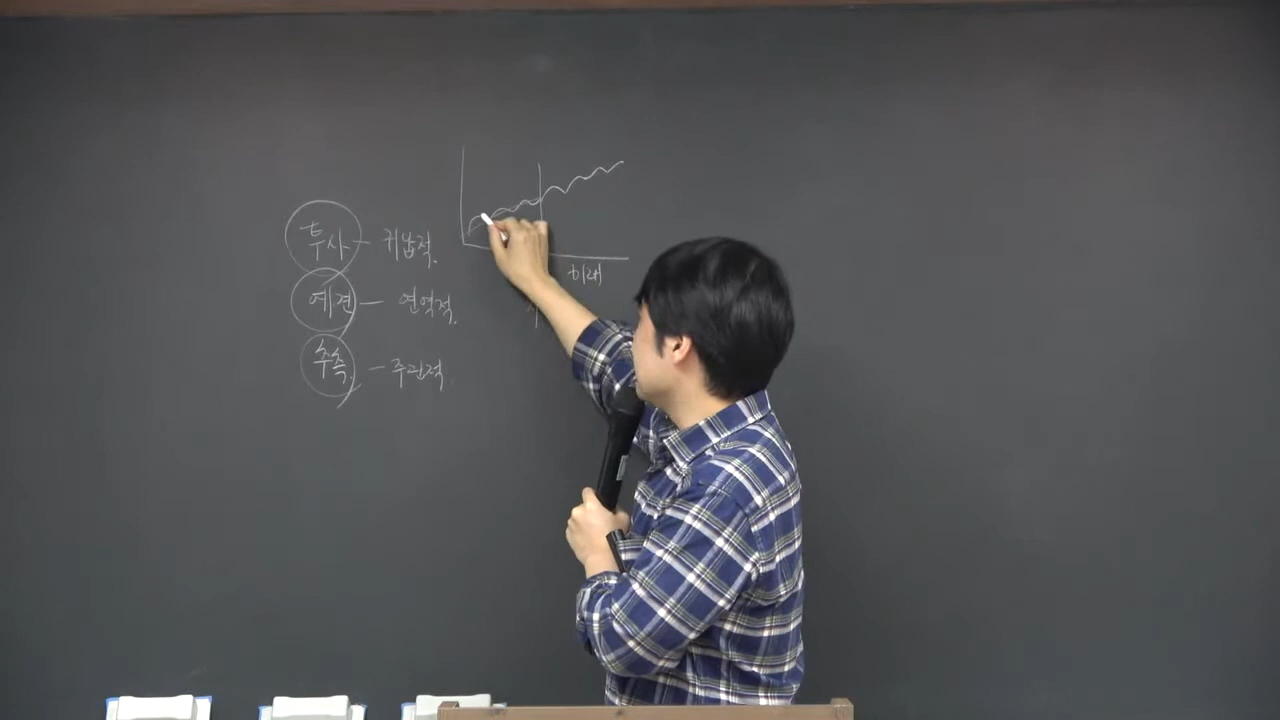 투사 - 귀납적.
예견 - 연역적.
추측 - 주관적.
미래